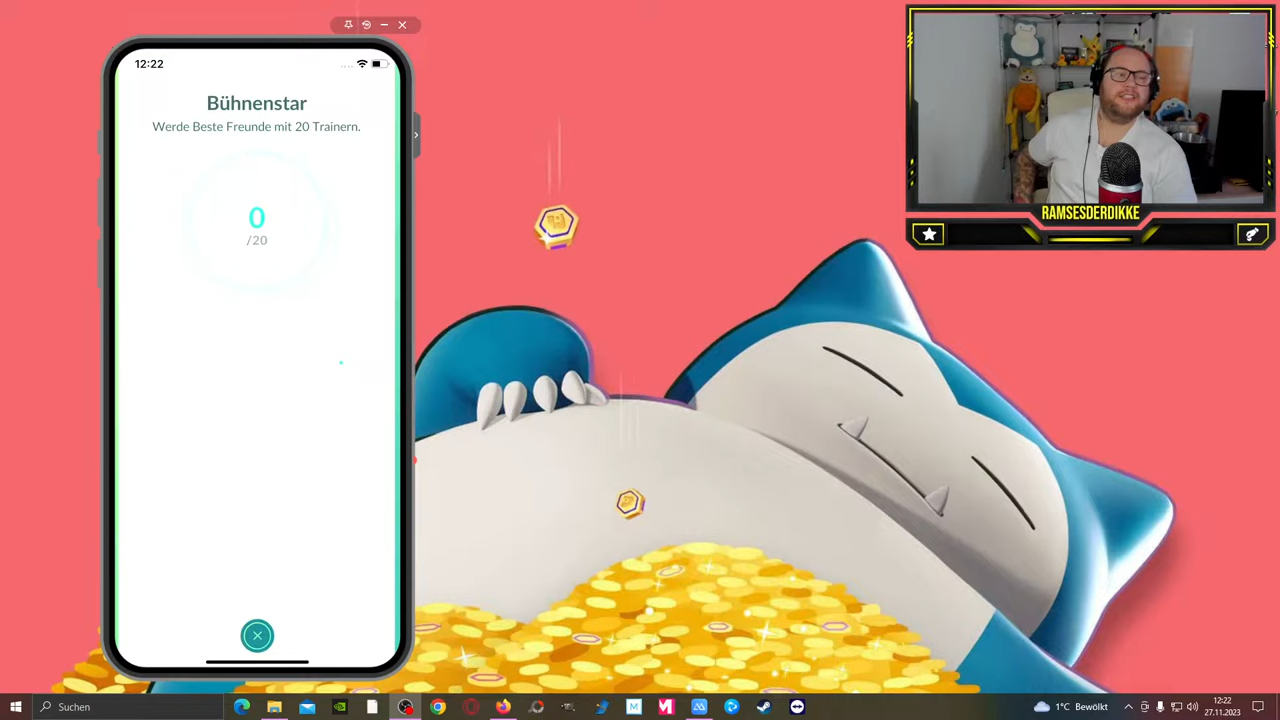 12:22
Bühnenstar
Werde Beste Freunde mit 20 Trainern.
0
/20
RAMSESDERDIKKE
Suchen
1°C Bewölkt
12:22
27.11.2023